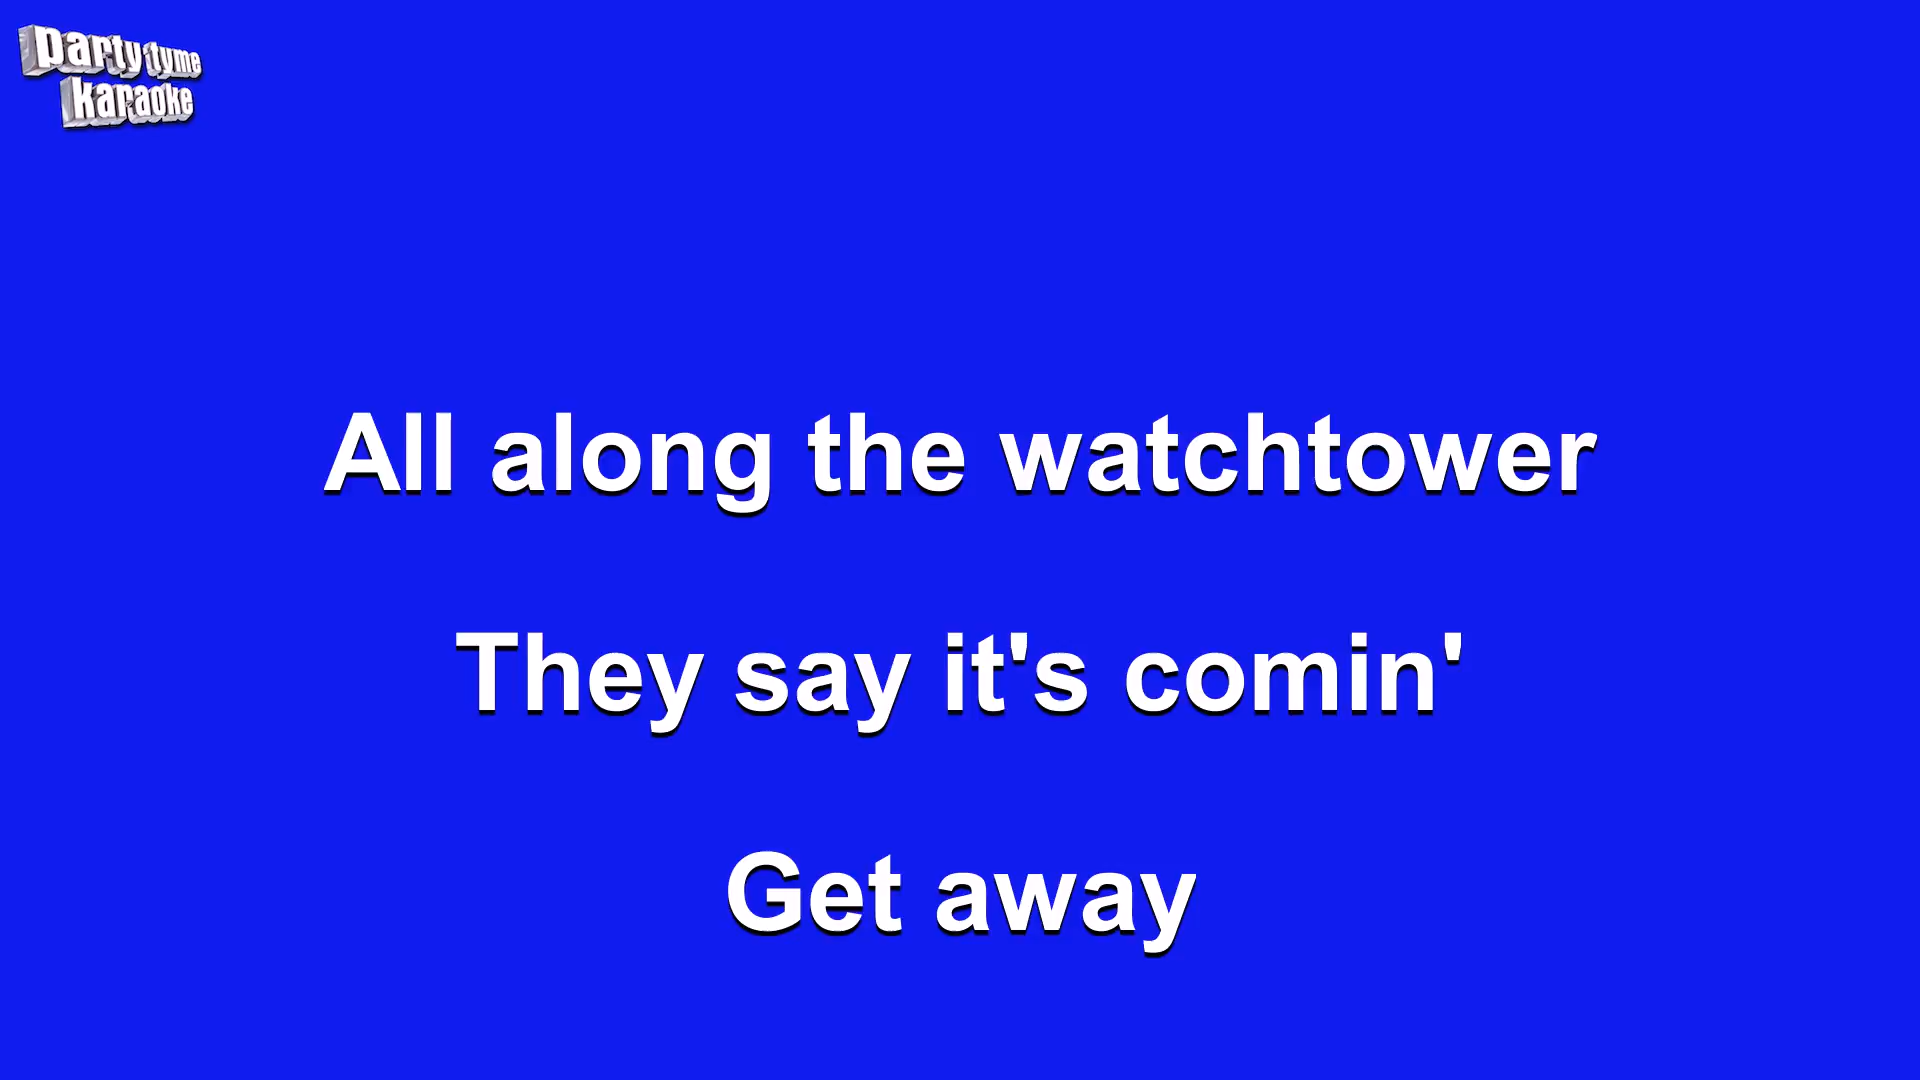 party tyme
karaoke
All along the watchtower
They say it's comin'
Get away